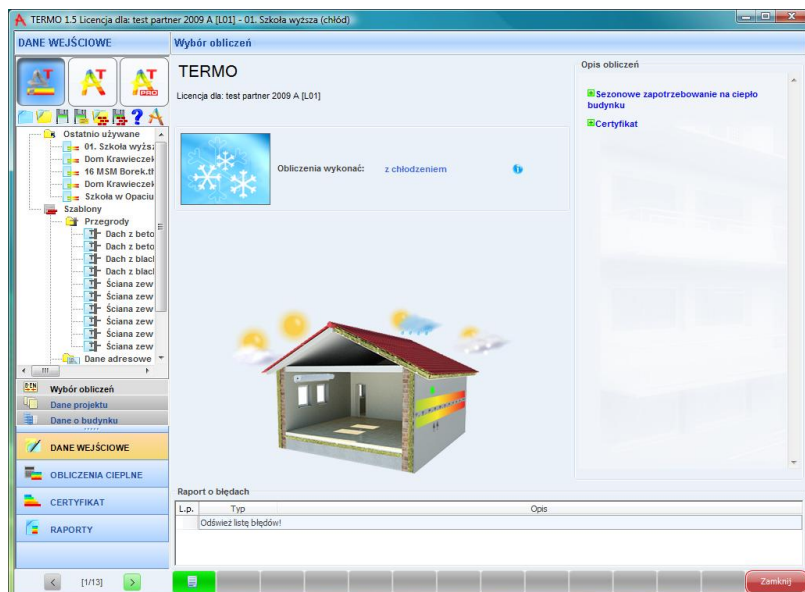 TERMO 1.5 Licencja dla: test partner 2009 A [L01] - 01. Szkoła wyższa (chłód)
DANE WEJŚCIOWE
Wybór obliczeń
TERMO
Licencja dla: test partner 2009 A [L01]
Obliczenia wykonać:
z chłodzeniem
Opis obliczeń
Sezonowe zapotrzebowanie na ciepło
budynku
Certyfikat
Ostatnio używane
01. Szkoła wyżs
Dom Krawieczek
16 MSM Borek.th
Dom Krawieczek
Szkoła w Opaciu
Szablony
Przegrody
Dach z beto
Dach z beto
Dach z blac
Dach z blac
Ściana zew
Ściana zew
Ściana zew
Ściana zew
Ściana zew
Ściana zew
Dane adresowe
Wybór obliczeń
Dane projektu
Dane o budynku
DANE WEJŚCIOWE
OBLICZENIA CIEPLNE
CERTYFIKAT
RAPORTY
[1/13]
Raport o błędach
L.p. Typ Opis
Odśwież listę błędów!
Zamknij